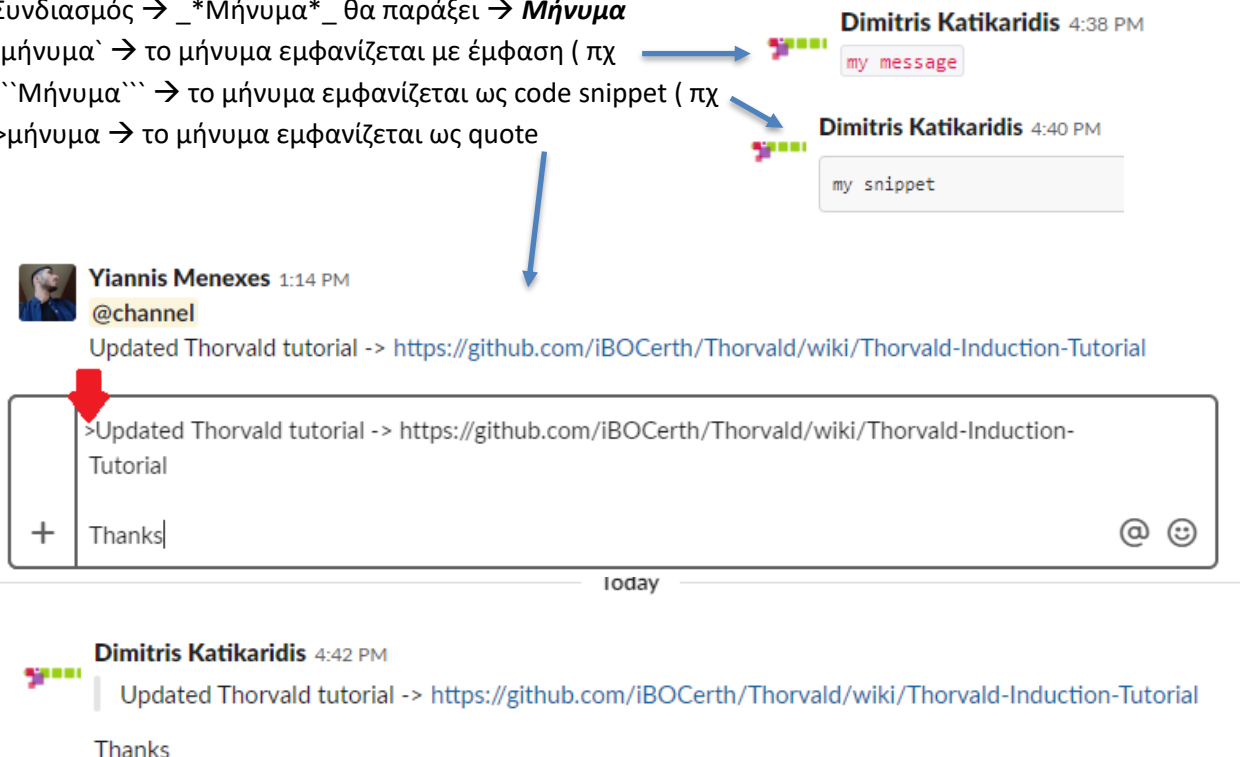 Συνδιασμός → _*Μήνυμα*_ θα παράξει → Μήνυμα
μήνυμα` → το μήνυμα εμφανίζεται με έμφαση ( πχ
``Μήνυμα``` → το μήνυμα εμφανίζεται ως code snippet ( πχ
>μήνυμα → το μήνυμα εμφανίζεται ως quote
Dimitris Katikaridis 4:38 PM
my message
Dimitris Katikaridis 4:40 PM
my snippet
Yiannis Menexes 1:14 PM
@channel
Updated Thorvald tutorial -> https://github.com/iBOCerth/Thorvald/wiki/Thorvald-Induction-Tutorial
>Updated Thorvald tutorial -> https://github.com/iBOCerth/Thorvald/wiki/Thorvald-Induction-
Tutorial
Thanks
Today
Dimitris Katikaridis 4:42 PM
Updated Thorvald tutorial -> https://github.com/iBOCerth/Thorvald/wiki/Thorvald-Induction-Tutorial
Thanks